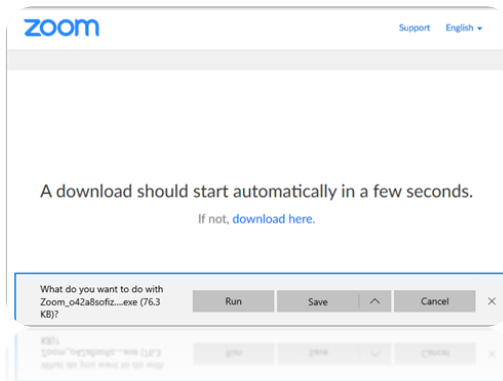 zoom
Support English
A download should start automatically in a few seconds.
If not, download here.
What do you want to do with
Zoom_o42a8sofiz....exe (76.3
KB)?
Run Save Cancel